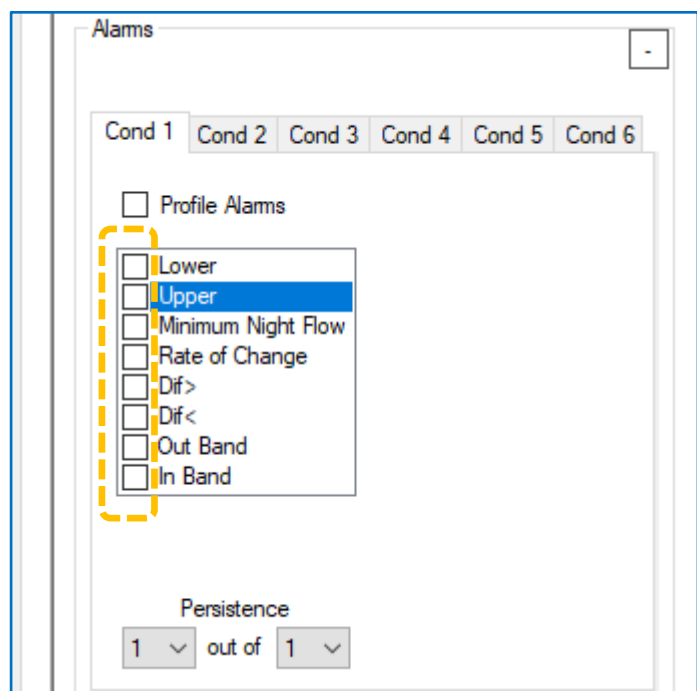 Alarms
-
Cond 1 Cond 2 Cond 3 Cond 4 Cond 5 Cond 6
Profile Alarms
Lower
Upper
Minimum Night Flow
Rate of Change
Dif>
Dif<
Out Band
In Band
Persistence
1 out of 1